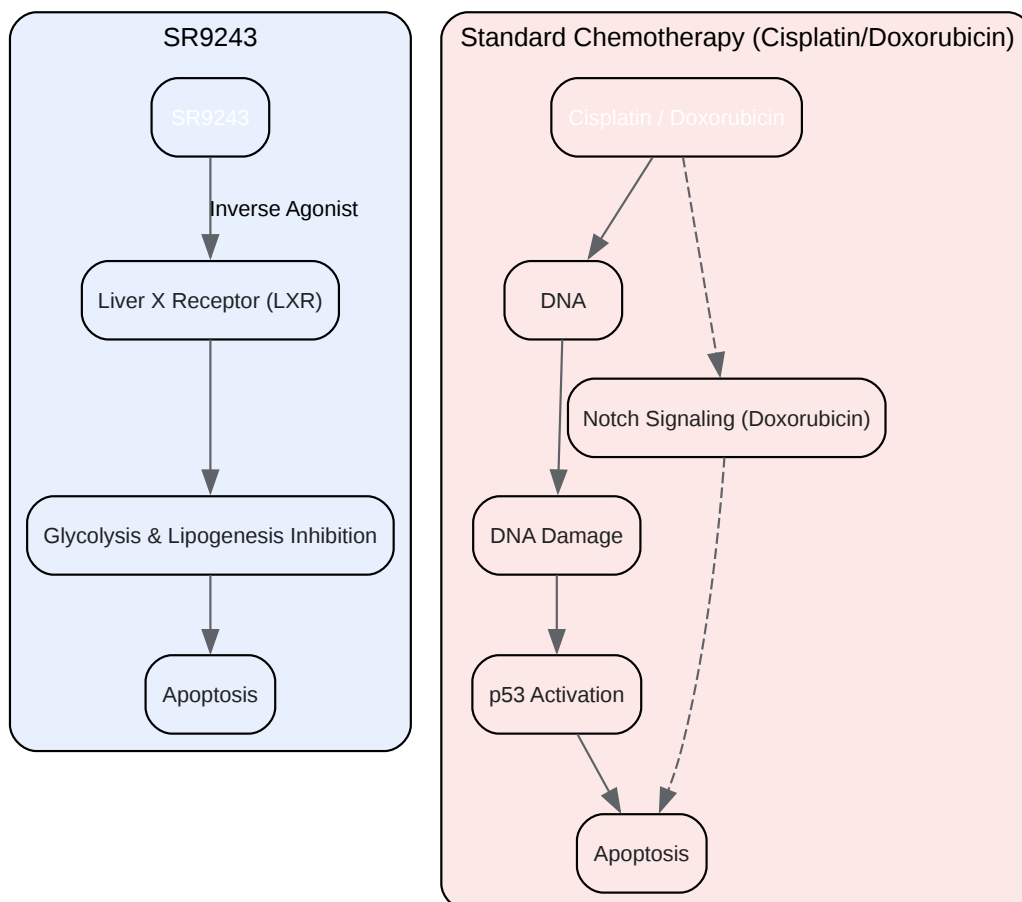 SR9243
SR9243
Inverse Agonist
Liver X Receptor (LXR)
Glycolysis & Lipogenesis Inhibition
Apoptosis
Standard Chemotherapy (Cisplatin/Doxorubicin)
Cisplatin / Doxorubicin
DNA
Notch Signaling (Doxorubicin)
DNA Damage
p53 Activation
Apoptosis